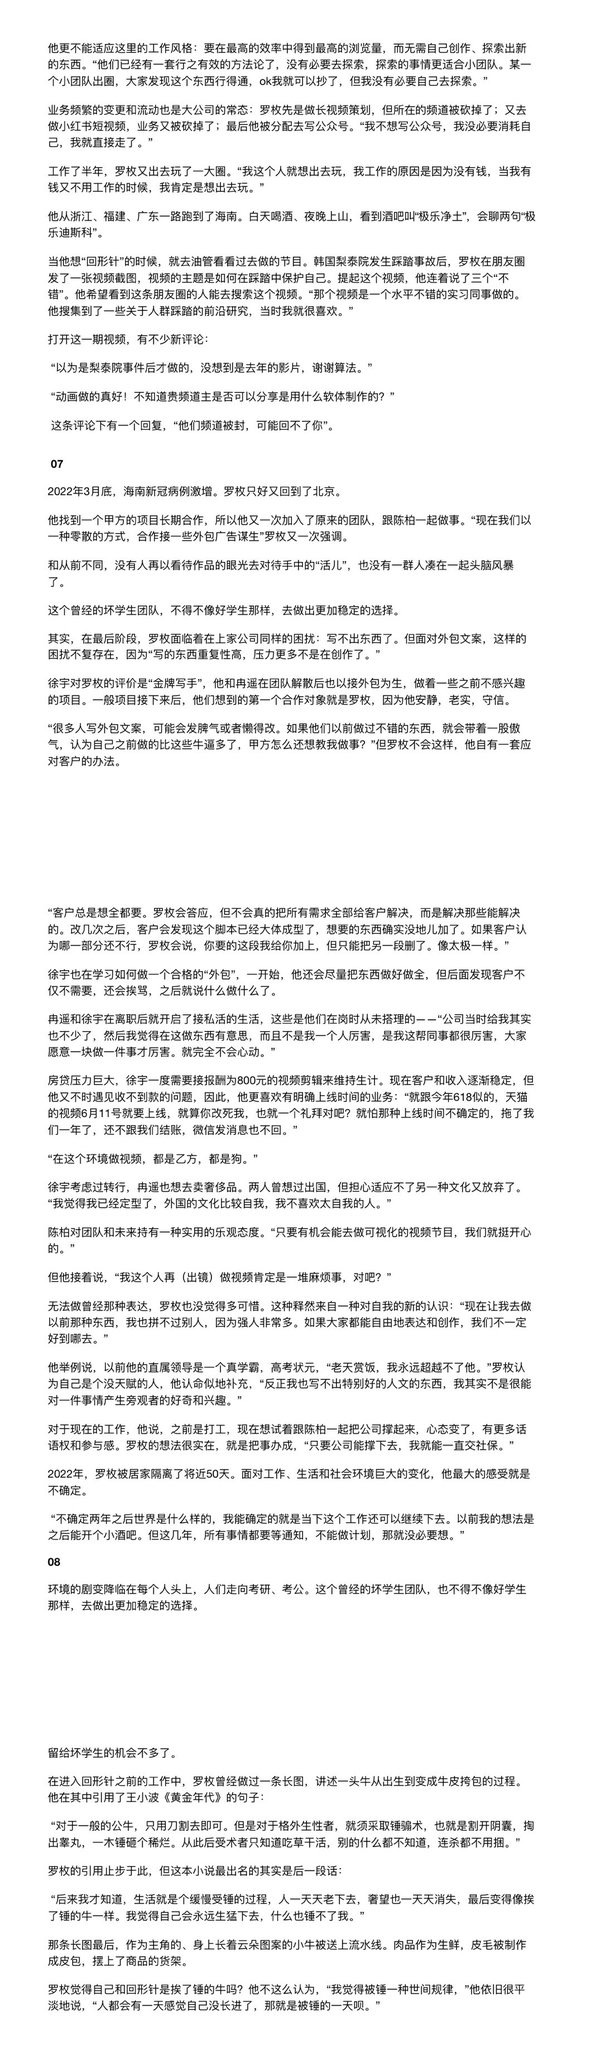 他更不能适应这里的工作风格：要在最高的效率中得到最高的浏览量，而无需自己创作、探索出新
的东西。“他们已经有一套行之有效的方法论了，没有必要去探索，探索的事情更适合小团队。某一
个小团队出圈，大家发现这个东西行得通，ok我就可以抄了，但我没有必要自己去探索。”
业务频繁的变更和流动也是大公司的常态：罗枚先是做长视频策划，但所在的频道被砍掉了；又去
做小红书短视频，业务又被砍掉了；最后他被分配去写公众号。“我不想写公众号，我没必要消耗自
己，我就直接走了。”
工作了半年，罗枚又出去玩了一大圈。“我这个人就想出去玩，我工作的原因是因为没有钱，当我有
钱又不用工作的时候，我肯定是想出去玩。”
他从浙江、福建、广东一路跑到了海南。白天喝酒、夜晚上山，看到酒吧叫“极乐净土”，会聊两句“极
乐迪斯科”。
当他想“回形针”的时候，就去油管看看过去做的节目。韩国梨泰院发生踩踏事故后，罗枚在朋友圈
发了一张视频截图，视频的主题是如何在踩踏中保护自己。提起这个视频，他连着说了三个“不
错”。他希望看到这条朋友圈的人能去搜索这个视频。“那个视频是一个水平不错的实习同事做的。
他搜集到了一些关于人群踩踏的前沿研究，当时我就很喜欢。”
打开这一期视频，有不少新评论：
“以为是梨泰院事件后才做的，没想到是去年的影片，谢谢算法。”
“动画做的真好！不知道贵频道主是否可以分享是用什么软体制作的？”
这条评论下有一个回复，“他们频道被封，可能回不了你”。
07
2022年3月底，海南新冠病例激增。罗枚只好又回到了北京。
他找到一个甲方的项目长期合作，所以他又一次加入了原来的团队，跟陈柏一起做事。“现在我们以
一种零散的方式，合作接一些外包广告谋生”罗枚又一次强调。
和从前不同，没有人再以看待作品的眼光去对待手中的“活儿”，也没有一群人凑在一起头脑风暴
了。
这个曾经的坏学生团队，不得不像好学生那样，去做出更加稳定的选择。
其实，在最后阶段，罗枚面临着在上家公司同样的困扰：写不出东西了。但面对外包文案，这样的
困扰不复存在，因为“写的东西重复性高，压力更多不是在创作了。”
徐宇对罗枚的评价是“金牌写手”，他和冉遥在团队解散后也以接外包为生，做着一些之前不感兴趣
的项目。一般项目接下来后，他们想到的第一个合作对象就是罗枚，因为他安静，老实，守信。
“很多人写外包文案，可能会发脾气或者懒得改。如果他们以前做过不错的东西，就会带着一股傲
气，认为自己之前做的比这些牛逼多了，甲方怎么还想教我做事？”但罗枚不会这样，他自有一套应
对客户的办法。
“客户总是想全都要。罗枚会答应，但不会真的把所有需求全部给客户解决，而是解决那些能解决
的。改几次之后，客户会发现这个脚本已经大体成型了，想要的东西确实没地儿加了。如果客户认
为哪一部分还不行，罗枚会说，你要的这段我给你加上，但只能把另一段删了。像太极一样。”
徐宇也在学习如何做一个合格的“外包”，一开始，他还会尽量把东西做好做全，但后面发现客户不
仅不需要，还会挨骂，之后就说什么做什么了。
冉遥和徐宇在离职后就开启了接私活的生活，这些是他们在岗时从未搭理的——“公司当时给我其实
也不少了，然后我觉得在这做东西有意思，而且不是我一个人厉害，是我这帮同事都很厉害，大家
愿意一块做一件事才厉害。就完全不会心动。”
房贷压力巨大，徐宇一度需要接报酬为800元的视频剪辑来维持生计。现在客户和收入逐渐稳定，但
他又不时遇见收不到款的问题，因此，他更喜欢有明确上线时间的业务：“就跟今年618似的，天猫
的视频6月11号就要上线，就算你改死我，也就一个礼拜对吧？就怕那种上线时间不确定的，拖了我
们一年了，还不跟我们结账，微信发消息也不回。”
“在这个环境做视频，都是乙方，都是狗。”
徐宇考虑过转行，冉遥也想去卖奢侈品。两人曾想过出国，但担心适应不了另一种文化又放弃了。
“我觉得我已经定型了，外国的文化比较自我，我不喜欢太自我的人。”
陈柏对团队和未来持有一种实用的乐观态度。“只要有机会能去做可视化的视频节目，我们就挺开心
的。”
但他接着说，“我这个人再（出镜）做视频肯定是一堆麻烦事，对吧？”
无法做曾经那种表达，罗枚也没觉得多可惜。这种释然来自一种对自我的新的认识：“现在让我去做
以前那种东西，我也拼不过别人，因为强人非常多。如果大家都能自由地表达和创作，我们不一定
好到哪去。”
他举例说，以前他的直属领导是一个真学霸，高考状元，“老天赏饭，我永远超越不了他。”罗枚认
为自己是个没天赋的人，他认命似地补充，“反正我也写不出特别好的人文的东西，我其实不是很能
对一件事情产生旁观者的好奇和兴趣。”
对于现在的工作，他说，之前是打工，现在想试着跟陈柏一起把公司撑起来，心态变了，有更多话
语权和参与感。罗枚的想法很实在，就是把事办成，“只要公司能撑下去，我就能一直交社保。”
2022年，罗枚被居家隔离了将近50天。面对工作、生活和社会环境巨大的变化，他最大的感受就是
不确定。
“不确定两年之后世界是什么样的，我能确定的就是当下这个工作还可以继续下去。以前我的想法是
之后能开个小酒吧。但这几年，所有事情都要等通知，不能做计划，那就没必要想。”
08
环境的剧变降临在每个人头上，人们走向考研、考公。这个曾经的坏学生团队，也不得不像好学生
那样，去做出更加稳定的选择。
留给坏学生的机会不多了。
在进入回形针之前的工作中，罗枚曾经做过一条长图，讲述一头牛从出生到变成牛皮挎包的过程。
他在其中引用了王小波《黄金年代》的句子：
“对于一般的公牛，只用刀割去即可。但是对于格外生性者，就须采取锤骟术，也就是割开阴囊，掏
出睾丸，一木锤砸个稀烂。从此后受术者只知道吃草干活，别的什么都不知道，连杀都不用捆。”
罗枚的引用止步于此，但这本小说最出名的其实是后一段话：
“后来我才知道，生活就是个缓慢受锤的过程，人一天天老下去，奢望也一天天消失，最后变得像挨
了锤的牛一样。我觉得自己会永远生猛下去，什么也锤不了我。”
那条长图最后，作为主角的、身上长着云朵图案的小牛被送上流水线。肉品作为生鲜，皮毛被制作
成皮包，摆上了商品的货架。
罗枚觉得自己和回形针是挨了锤的牛吗？他不这么认为，“我觉得被锤一种世间规律，”他依旧很平
淡地说，“人都会有一天感觉自己没长进了，那就是被锤的一天呗。”